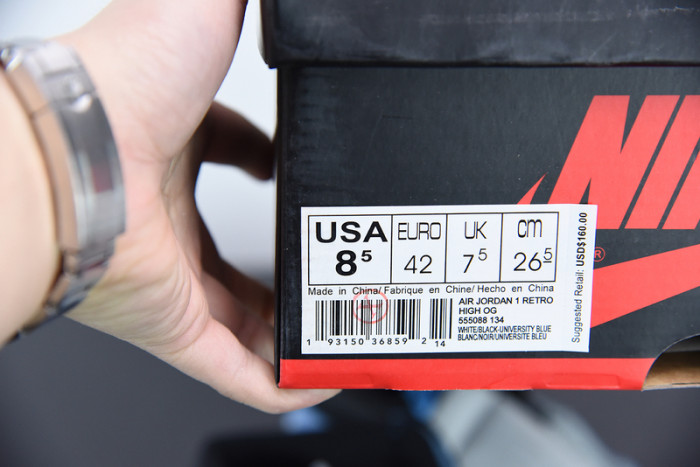 NIK
®
USA EURO UK cm
8⁵ 42 7⁵ 26⁵
Made in China/ Fabrique en Chine/ Hecho en China
AIR JORDAN 1 RETRO
HIGH OG
555088 134
WHITE/BLACK-UNIVERSITY BLUE
BLANC/NOIR/UNIVERSITE BLEU
1 93150 36859 2 14
Suggested Retail: USD$160.00